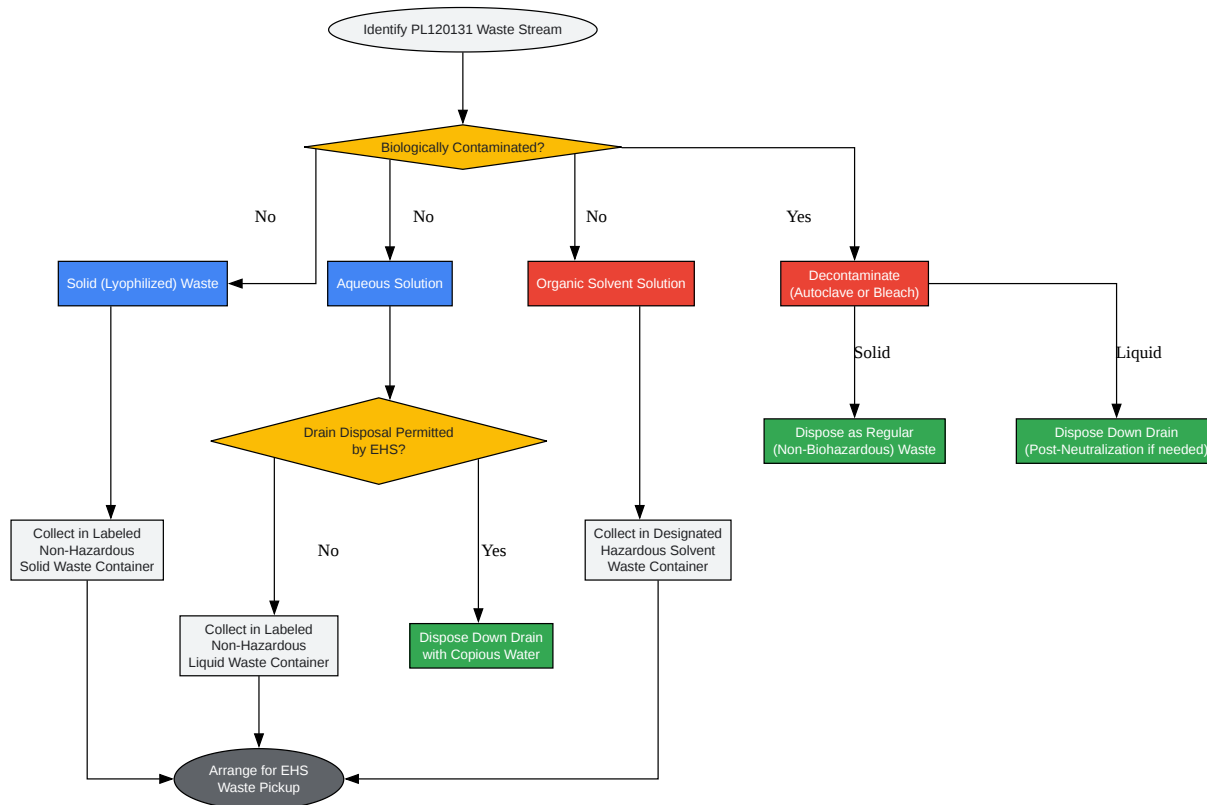 Identify PL120131 Waste Stream
Biologically Contaminated?
No
No
No
Yes
Solid (Lyophilized) Waste
Aqueous Solution
Organic Solvent Solution
Decontaminate
(Autoclave or Bleach)
Solid
Liquid
Drain Disposal Permitted
by EHS?
Dispose as Regular
(Non-Biohazardous) Waste
Dispose Down Drain
(Post-Neutralization if needed)
Collect in Labeled
Non-Hazardous
Solid Waste Container
No
Yes
Collect in Designated
Hazardous Solvent
Waste Container
Collect in Labeled
Non-Hazardous
Liquid Waste Container
Dispose Down Drain
with Copious Water
Arrange for EHS
Waste Pickup